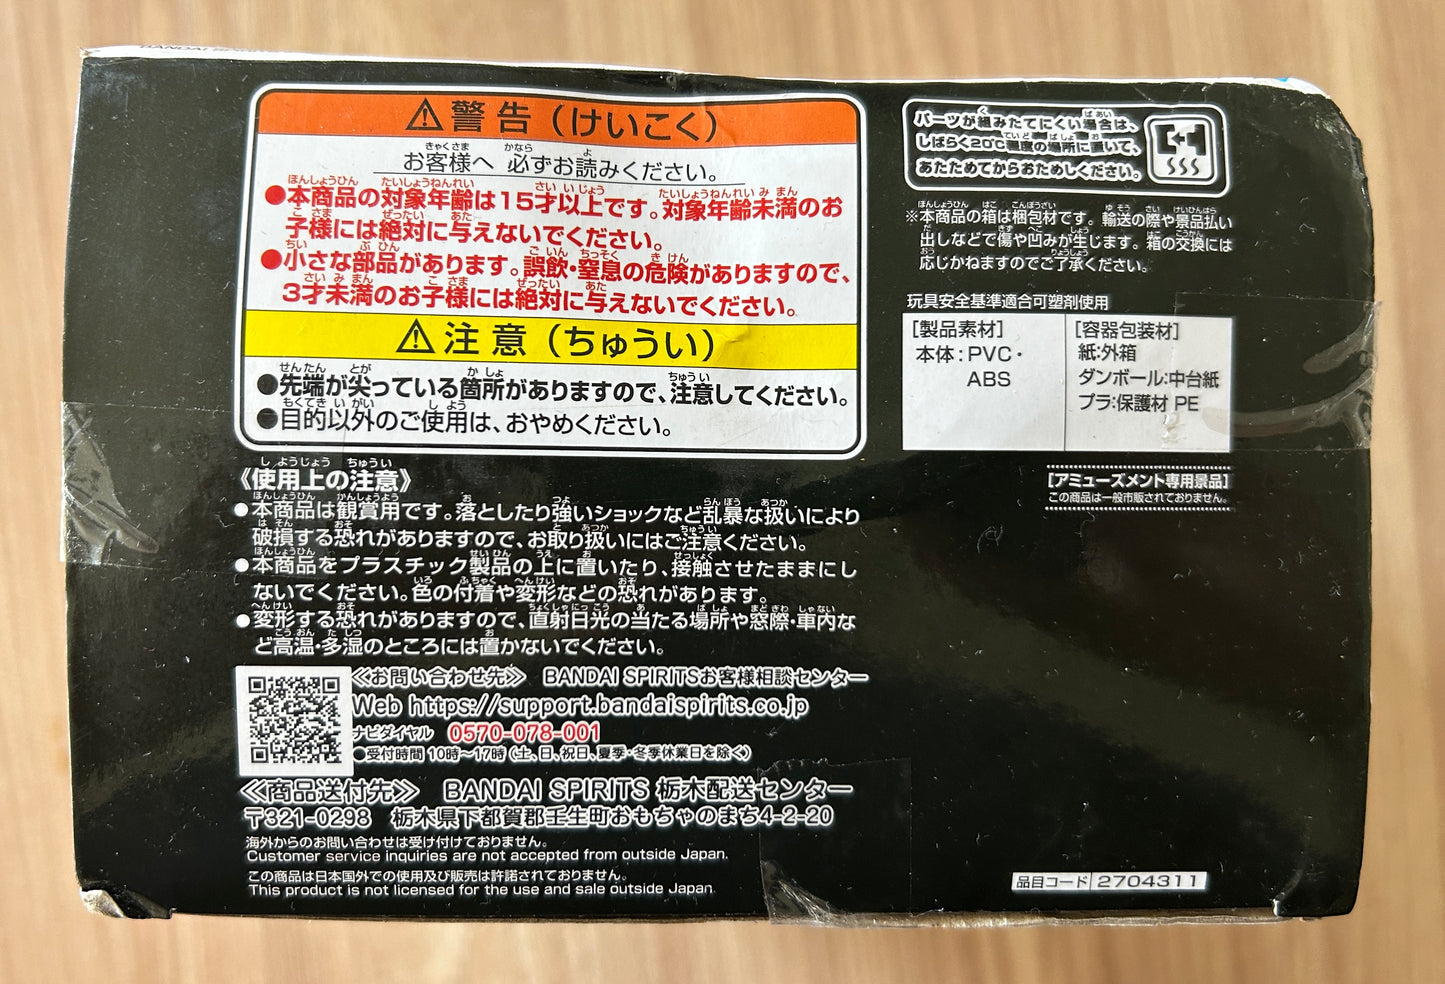 ⚠警告（けいこく）
お客様へ 必ずお読みください。
●本商品の対象年齢は15才以上です。対象年齢未満のお
子様には絶対に与えないでください。
●小さな部品があります。誤飲・窒息の危険がありますので、
3才未満のお子様には絶対に与えないでください。
⚠注意（ちゅうい）
●先端が尖っている箇所がありますので、注意してください。
●目的以外のご使用は、おやめください。
《使用上の注意》
●本商品は観賞用です。落としたり強いショックなど乱暴な扱いにより
破損する恐れがありますので、お取り扱いにはご注意ください。
●本商品をプラスチック製品の上に置いたり、接触させたままにし
ないでください。色の付着や変形などの恐れがあります。
●変形する恐れがありますので、直射日光の当たる場所や窓際・車内な
ど高温・多湿のところには置かないでください。
≪お問い合わせ先≫ BANDAI SPIRITSお客様相談センター
Web https://support.bandaispirits.co.jp
ナビダイヤル 0570-078-001
●受付時間 10時〜17時（土、日、祝日、夏季・冬季休業日を除く）
≪商品送付先≫ BANDAI SPIRITS 栃木配送センター
〒321-0298 栃木県下都賀郡壬生町おもちゃのまち4-2-20
海外からのお問い合わせは受け付けておりません。
Customer service inquiries are not accepted from outside Japan.
この商品は日本国外での使用及び販売は許諾されておりません。
This product is not licensed for the use and sale outside Japan.
パーツが組みたてにくい場合は、
しばらく20℃程度の場所に置いて、
あたためてからおためしください。
※本商品の箱は梱包材です。輸送の際や景品払い
出しなどで傷や凹みが生じます。箱の交換には
応じかねますのでご了承ください。
玩具安全基準適合可塑剤使用
[製品素材]
本体：PVC・
ABS
[容器包装材]
紙：外箱
ダンボール：中台紙
プラ：保護材 PE
[アミューズメント専用景品]
この商品は一般市販されておりません。
品目コード 2704311